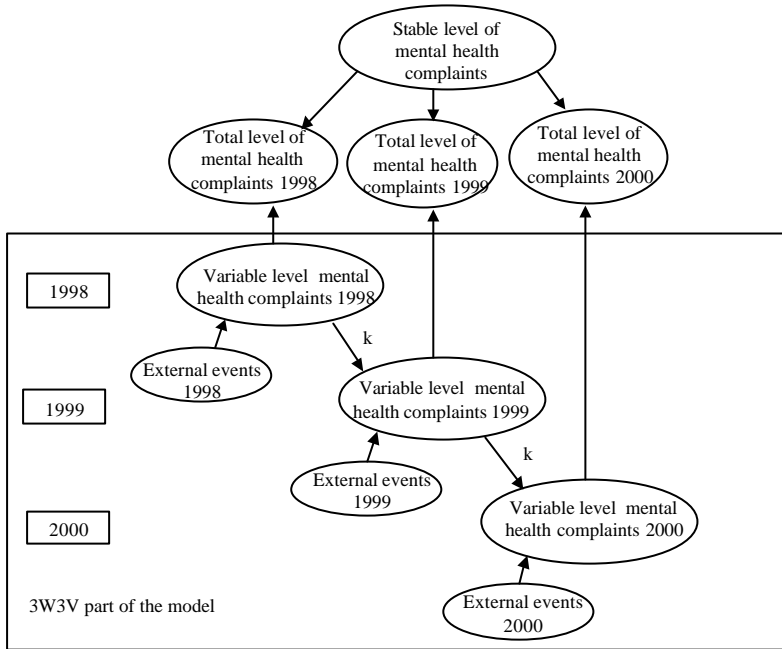 Stable level of
mental health
complaints
Total level of
mental health
complaints 1998
Total level of
mental health
complaints 1999
Total level of
mental health
complaints 2000
1998
Variable level mental
health complaints 1998
k
External events
1998
1999
Variable level mental
health complaints 1999
k
External events
1999
2000
Variable level mental
health complaints 2000
External events
2000
3W3V part of the model